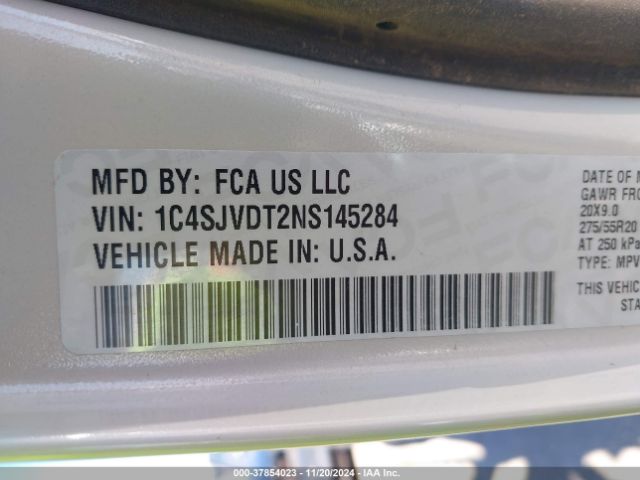 MFD BY: FCA US LLC
VIN: 1C4SJVDT2NS145284
VEHICLE MADE IN: U.S.A.
DATE OF M
GAWR FRO
20X9.0
275/55R20
AT 250 kPa
TYPE: MPV
THIS VEHIC
STA
000-37854023 — 11/20/2024 — IAA Inc.